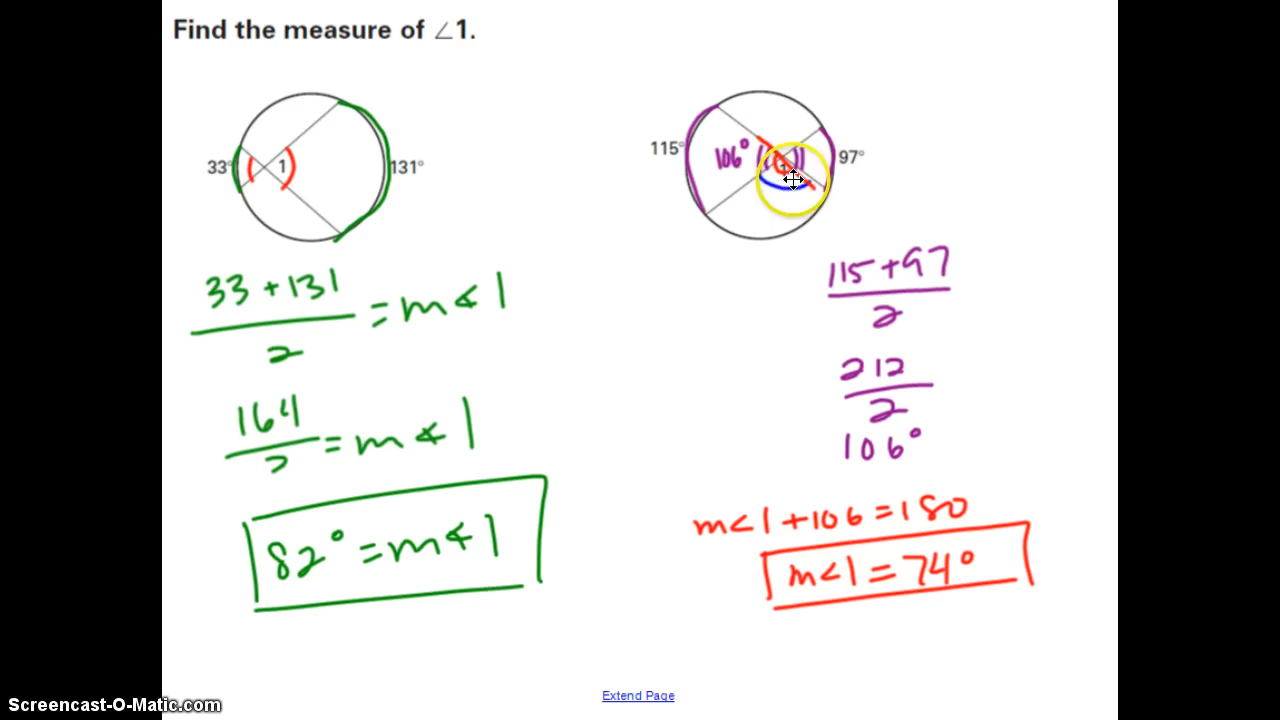 Find the measure of ∠1.
33°
1
131°
33 + 131
2
= m∢1
164
2
= m∢1
82° = m∢1
115°
106°
1
97°
115 + 97
2
212
2
106°
m<1 + 106 = 180
m<1 = 74°
Extend Page
Screencast-O-Matic.com